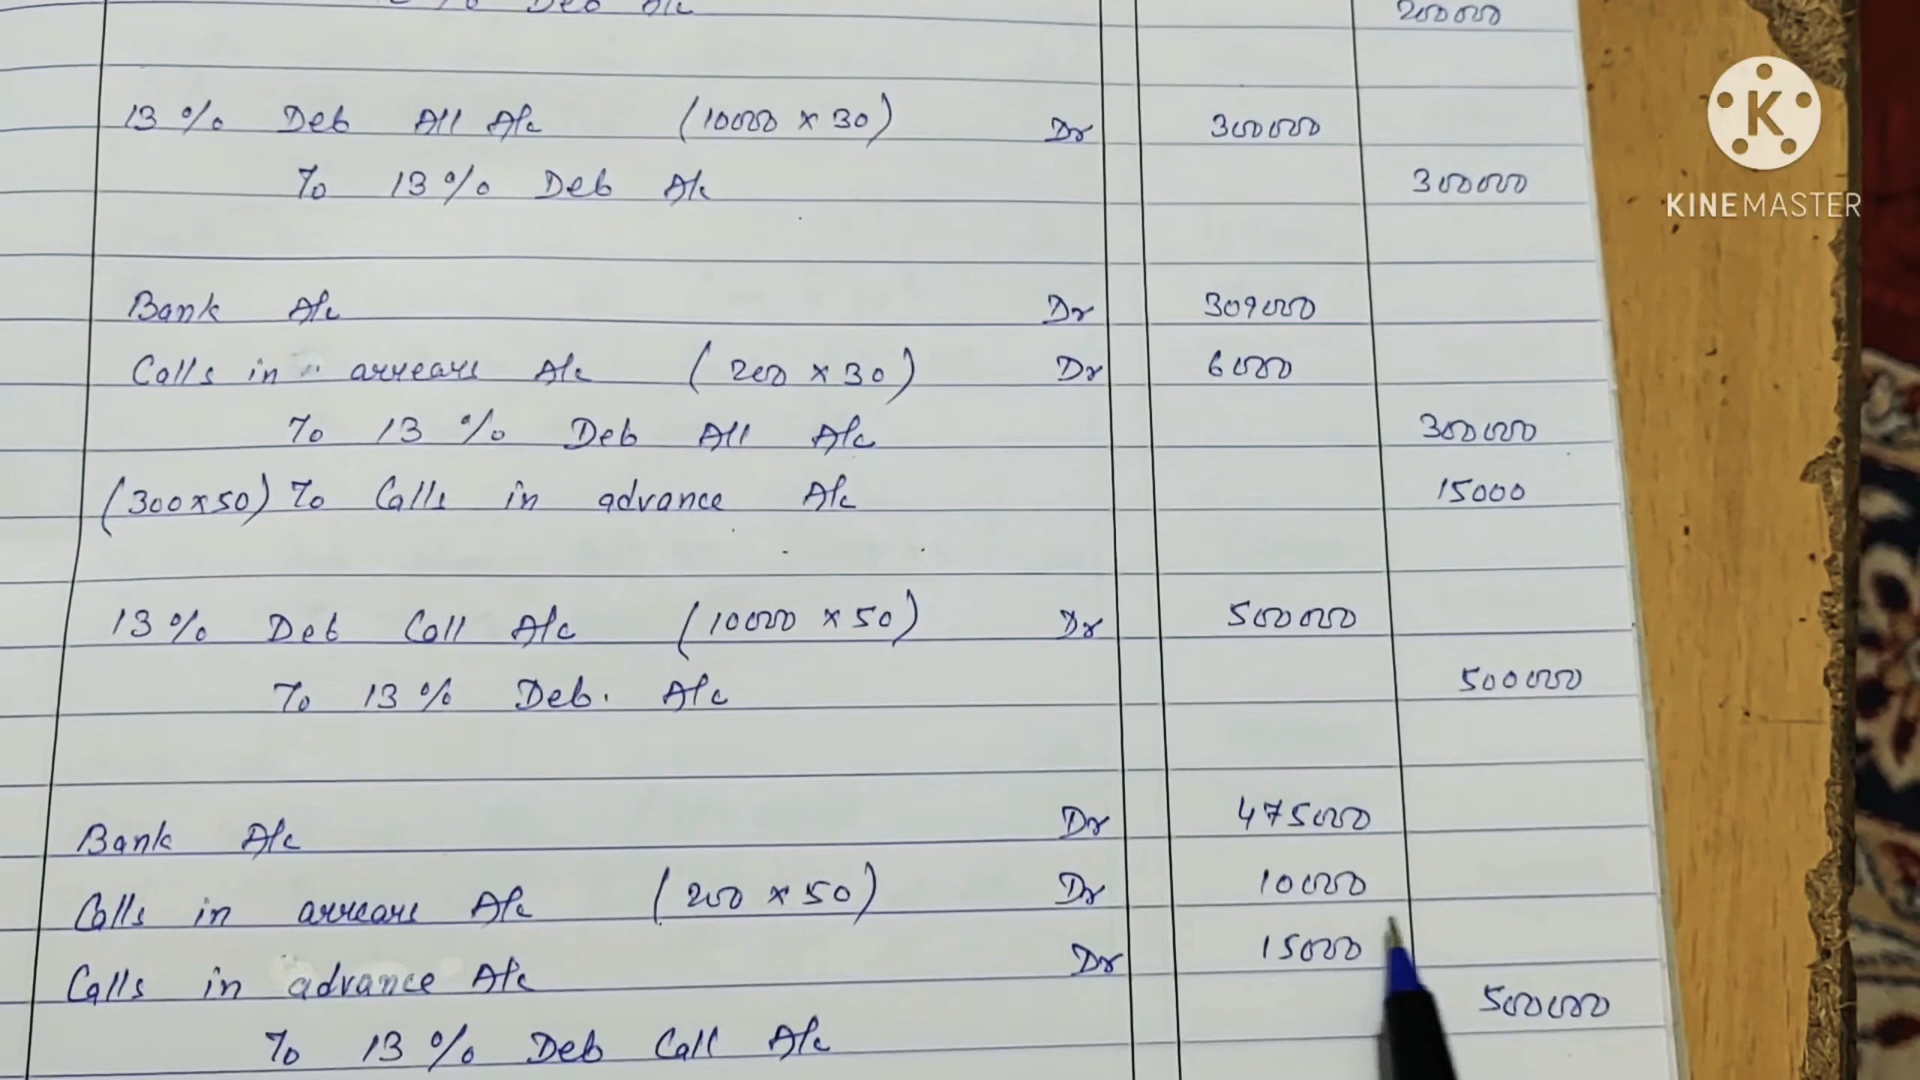 % Deb A/c 200000
13 % Deb All A/c (10000 x 30) Dr 300000
To 13 % Deb A/c 300000
Bank A/c Dr 309000
Calls in arrears A/c (200 x 30) Dr 6000
To 13 % Deb All A/c 300000
(300x50) To Calls in advance A/c 15000
13 % Deb Call A/c (10000 x 50) Dr 500000
To 13 % Deb. A/c 500000
Bank A/c Dr 475000
Calls in arrears A/c (200 x 50) Dr 10000
Calls in advance A/c Dr 15000
To 13 % Deb Call A/c 500000
K
KINEMASTER